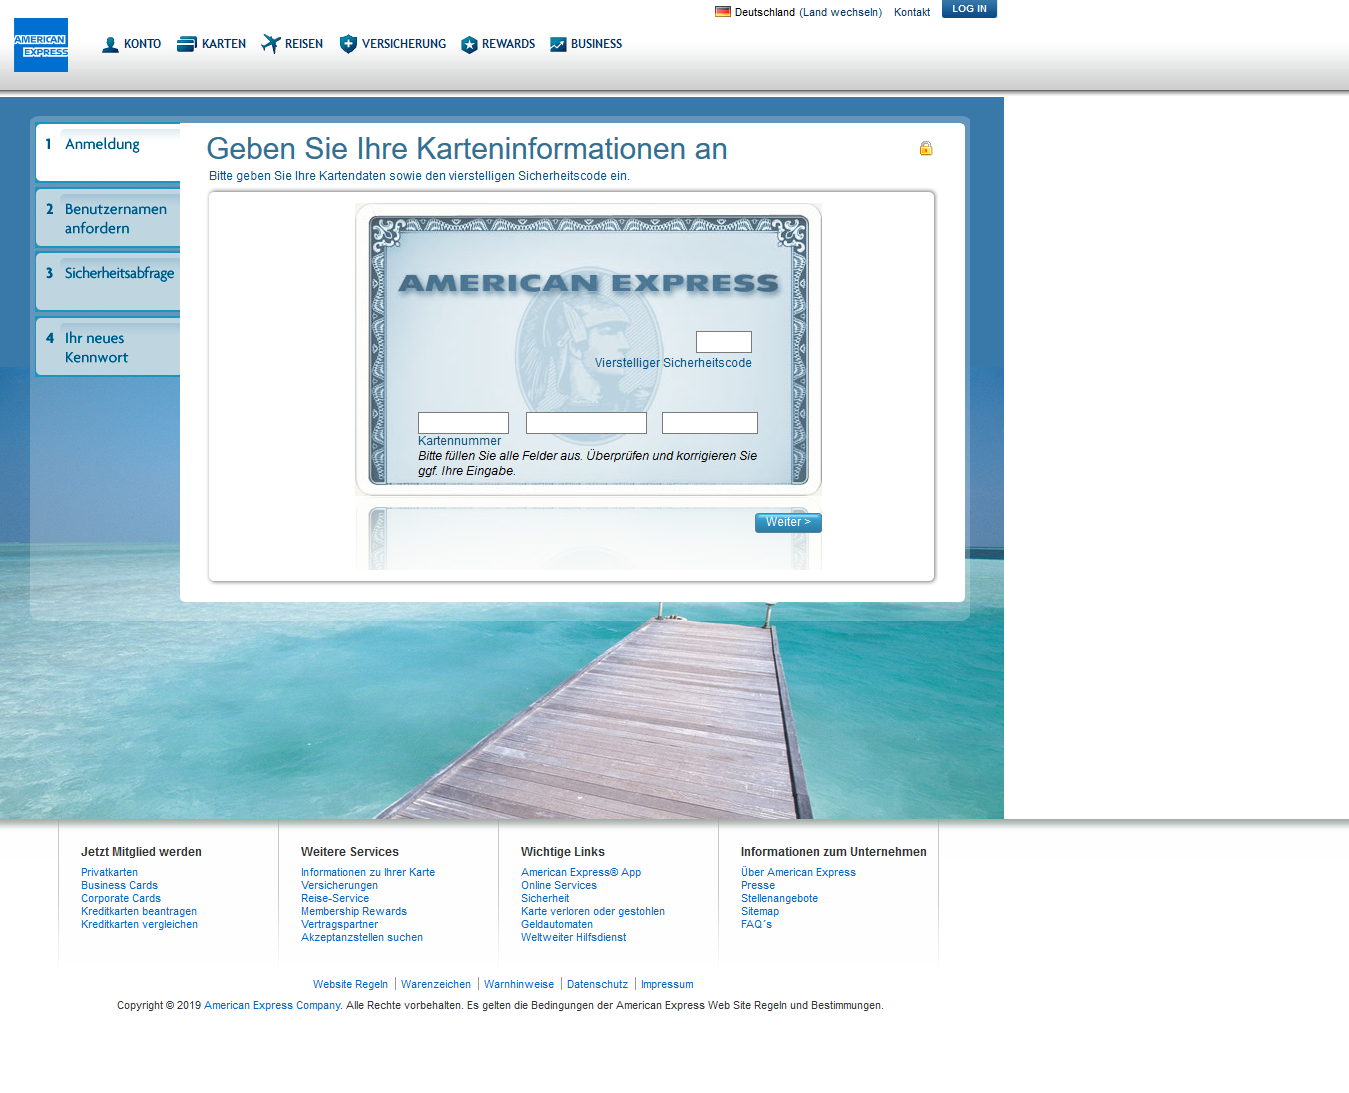 Deutschland (Land wechseln) Kontakt LOG IN
AMERICAN EXPRESS
KONTO KARTEN REISEN VERSICHERUNG REWARDS BUSINESS
1 Anmeldung
2 Benutzernamen anfordern
3 Sicherheitsabfrage
4 Ihr neues Kennwort
Geben Sie Ihre Karteninformationen an
Bitte geben Sie Ihre Kartendaten sowie den vierstelligen Sicherheitscode ein.
AMERICAN EXPRESS
Vierstelliger Sicherheitscode
Kartennummer
Bitte füllen Sie alle Felder aus. Überprüfen und korrigieren Sie
ggf. Ihre Eingabe.
Weiter >
Jetzt Mitglied werden
Privatkarten
Business Cards
Corporate Cards
Kreditkarten beantragen
Kreditkarten vergleichen
Weitere Services
Informationen zu Ihrer Karte
Versicherungen
Reise-Service
Membership Rewards
Vertragspartner
Akzeptanzstellen suchen
Wichtige Links
American Express® App
Online Services
Sicherheit
Karte verloren oder gestohlen
Geldautomaten
Weltweiter Hilfsdienst
Informationen zum Unternehmen
Über American Express
Presse
Stellenangebote
Sitemap
FAQ´s
Website Regeln | Warenzeichen | Warnhinweise | Datenschutz | Impressum
Copyright © 2019 American Express Company. Alle Rechte vorbehalten. Es gelten die Bedingungen der American Express Web Site Regeln und Bestimmungen.